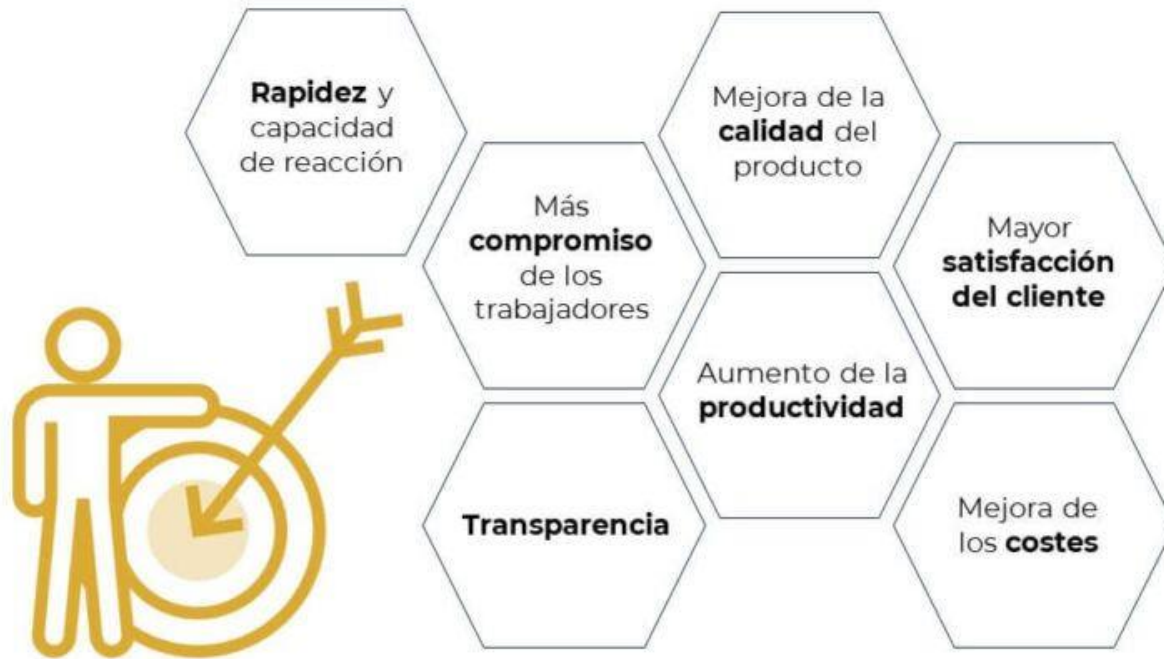 Rapidez y
capacidad
de reacción
Más
compromiso
de los
trabajadores
Transparencia
Mejora de la
calidad del
producto
Aumento de la
productividad
Mayor
satisfacción
del cliente
Mejora de
los costes